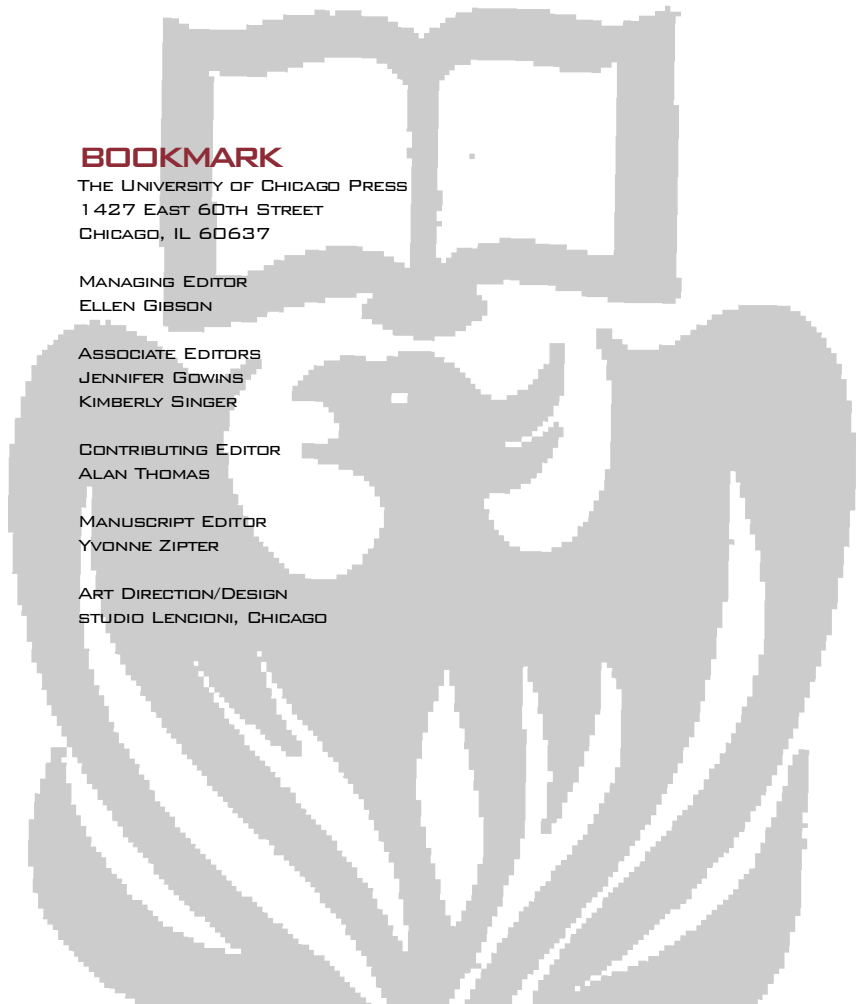 BOOKMARK
The University of Chicago Press
1427 East 60th Street
Chicago, IL 60637
Managing Editor
Ellen Gibson
Associate Editors
Jennifer Gowins
Kimberly Singer
Contributing Editor
Alan Thomas
Manuscript Editor
Yvonne Zipter
Art Direction/Design
studio Lencioni, Chicago